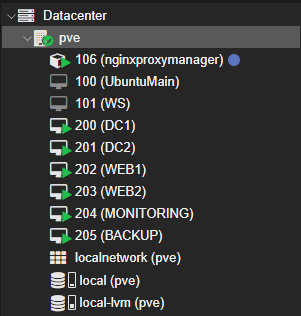 Datacenter
pve
106 (nginxproxymanager)
100 (UbuntuMain)
101 (WS)
200 (DC1)
201 (DC2)
202 (WEB1)
203 (WEB2)
204 (MONITORING)
205 (BACKUP)
localnetwork (pve)
local (pve)
local-lvm (pve)